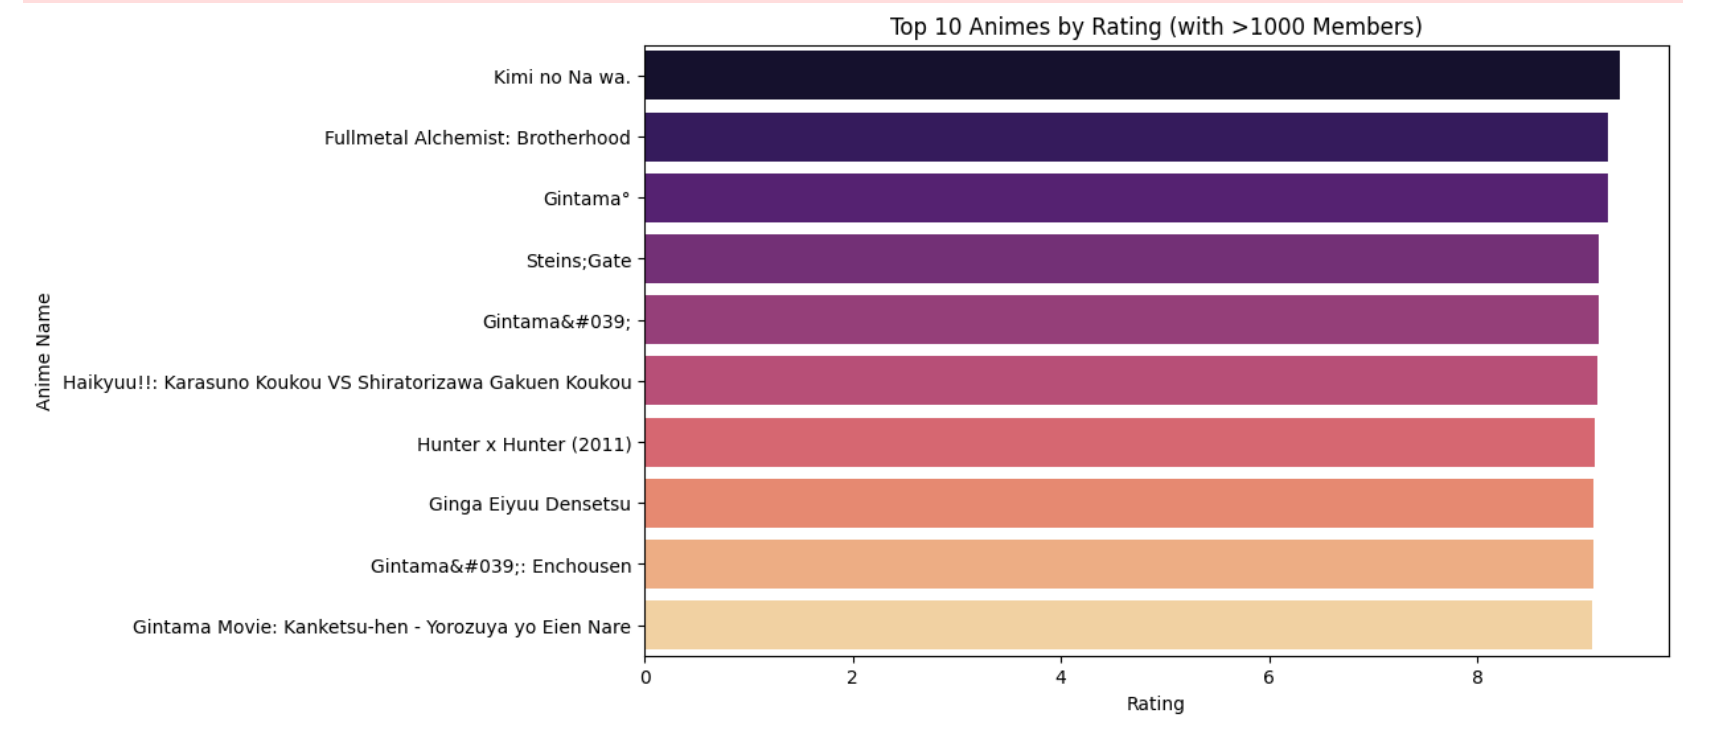 Top 10 Animes by Rating (with >1000 Members)
Anime Name
Kimi no Na wa.
Fullmetal Alchemist: Brotherhood
Gintama°
Steins;Gate
Gintama&#039;
Haikyuu!!: Karasuno Koukou VS Shiratorizawa Gakuen Koukou
Hunter x Hunter (2011)
Ginga Eiyuu Densetsu
Gintama&#039;: Enchousen
Gintama Movie: Kanketsu-hen - Yorozuya yo Eien Nare
0 2 4 6 8
Rating